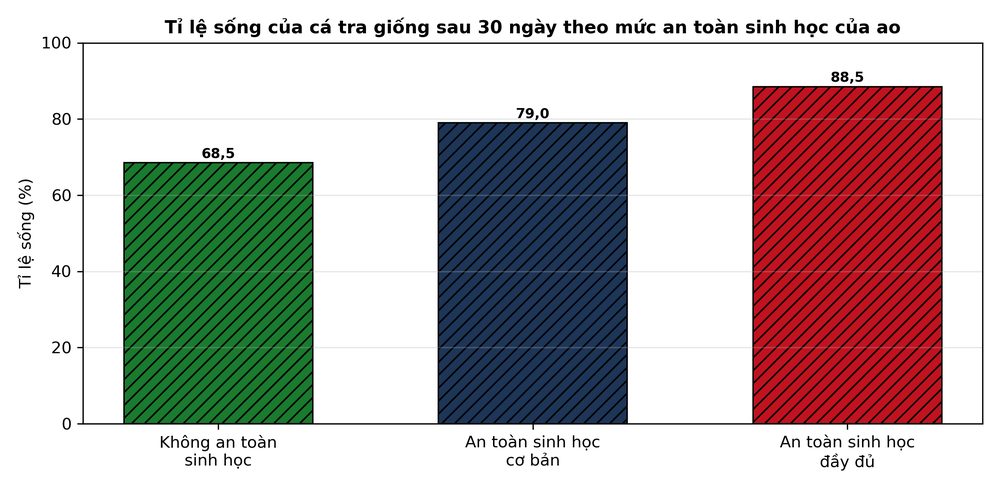 Tỉ lệ sống của cá tra giống sau 30 ngày theo mức an toàn sinh học của ao
Tỉ lệ sống (%)
100
80
60
40
20
0
68,5
79,0
88,5
Không an toàn
sinh học
An toàn sinh học
cơ bản
An toàn sinh học
đầy đủ